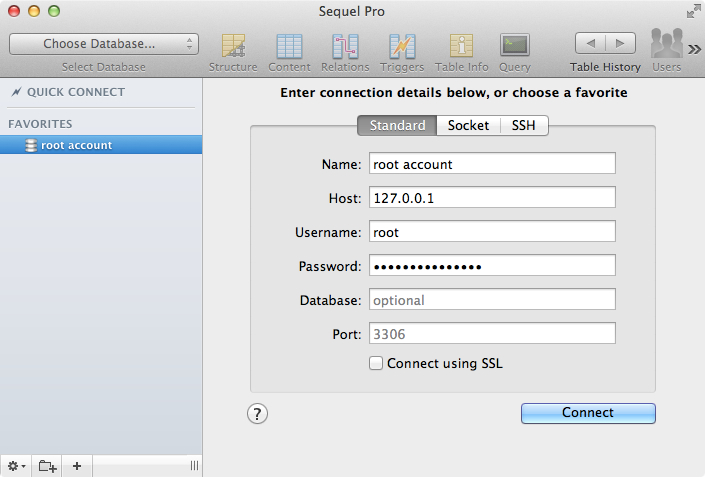 Sequel Pro
Choose Database...
Select Database
Structure
Content
Relations
Triggers
Table Info
Query
Table History
Users
QUICK CONNECT
FAVORITES
root account
Enter connection details below, or choose a favorite
Standard Socket SSH
Name: root account
Host: 127.0.0.1
Username: root
Password: •••••••••••••••
Database: optional
Port: 3306
Connect using SSL
? Connect